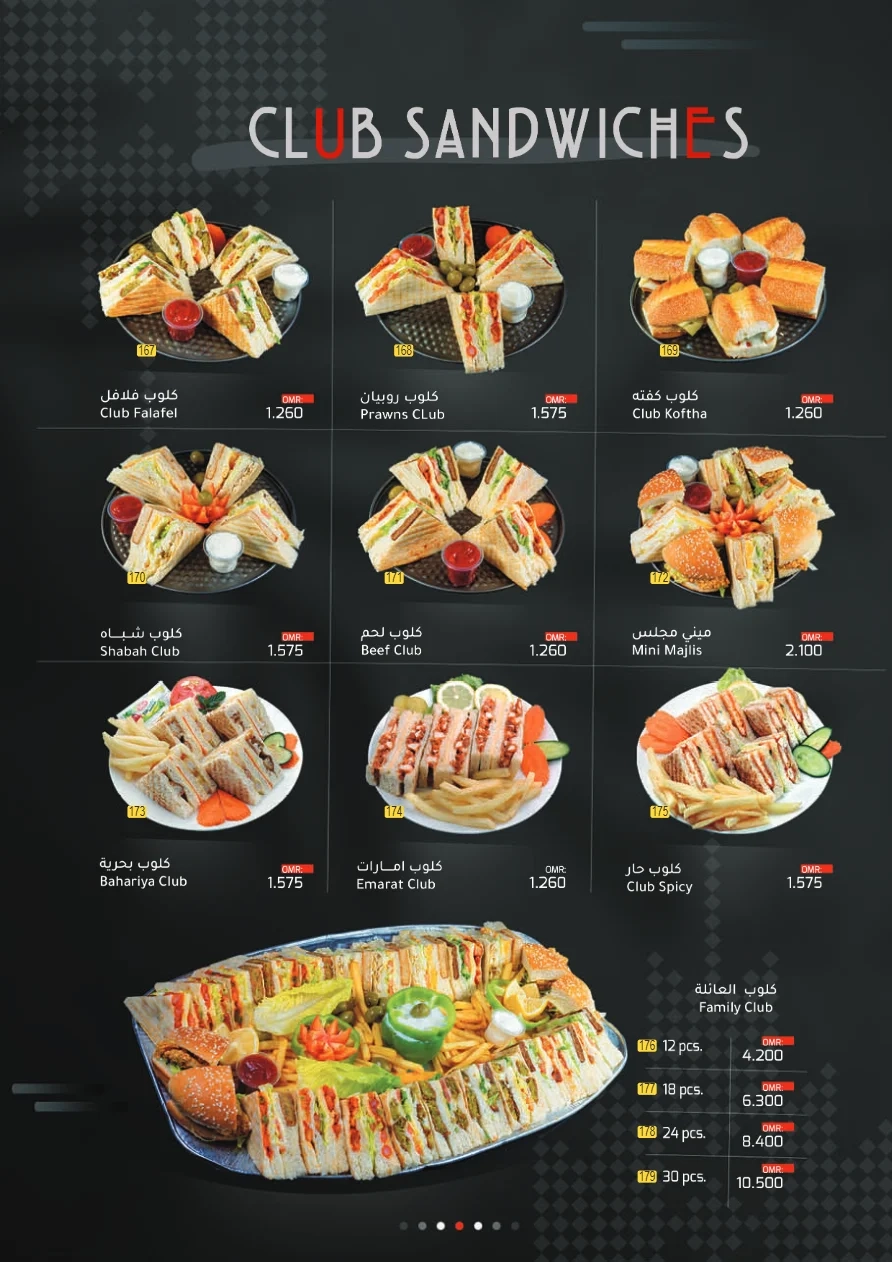 CLUB SANDWICHES
167
كلوب فلافل
Club Falafel
OMR:
1.260
168
كلوب روبيان
Prawns CLub
OMR:
1.575
169
كلوب كفته
Club Koftha
OMR:
1.260
170
كلوب شـبـــاه
Shabah Club
OMR:
1.575
171
كلوب لحم
Beef Club
OMR:
1.260
172
ميني مجلس
Mini Majlis
OMR:
2.100
173
كلوب بحرية
Bahariya Club
OMR:
1.575
174
كلوب امـــارات
Emarat Club
OMR:
1.260
175
كلوب حار
Club Spicy
OMR:
1.575
كلوب العائلة
Family Club
176 12 pcs.
OMR:
4.200
177 18 pcs.
OMR:
6.300
178 24 pcs.
OMR:
8.400
179 30 pcs.
OMR:
10.500